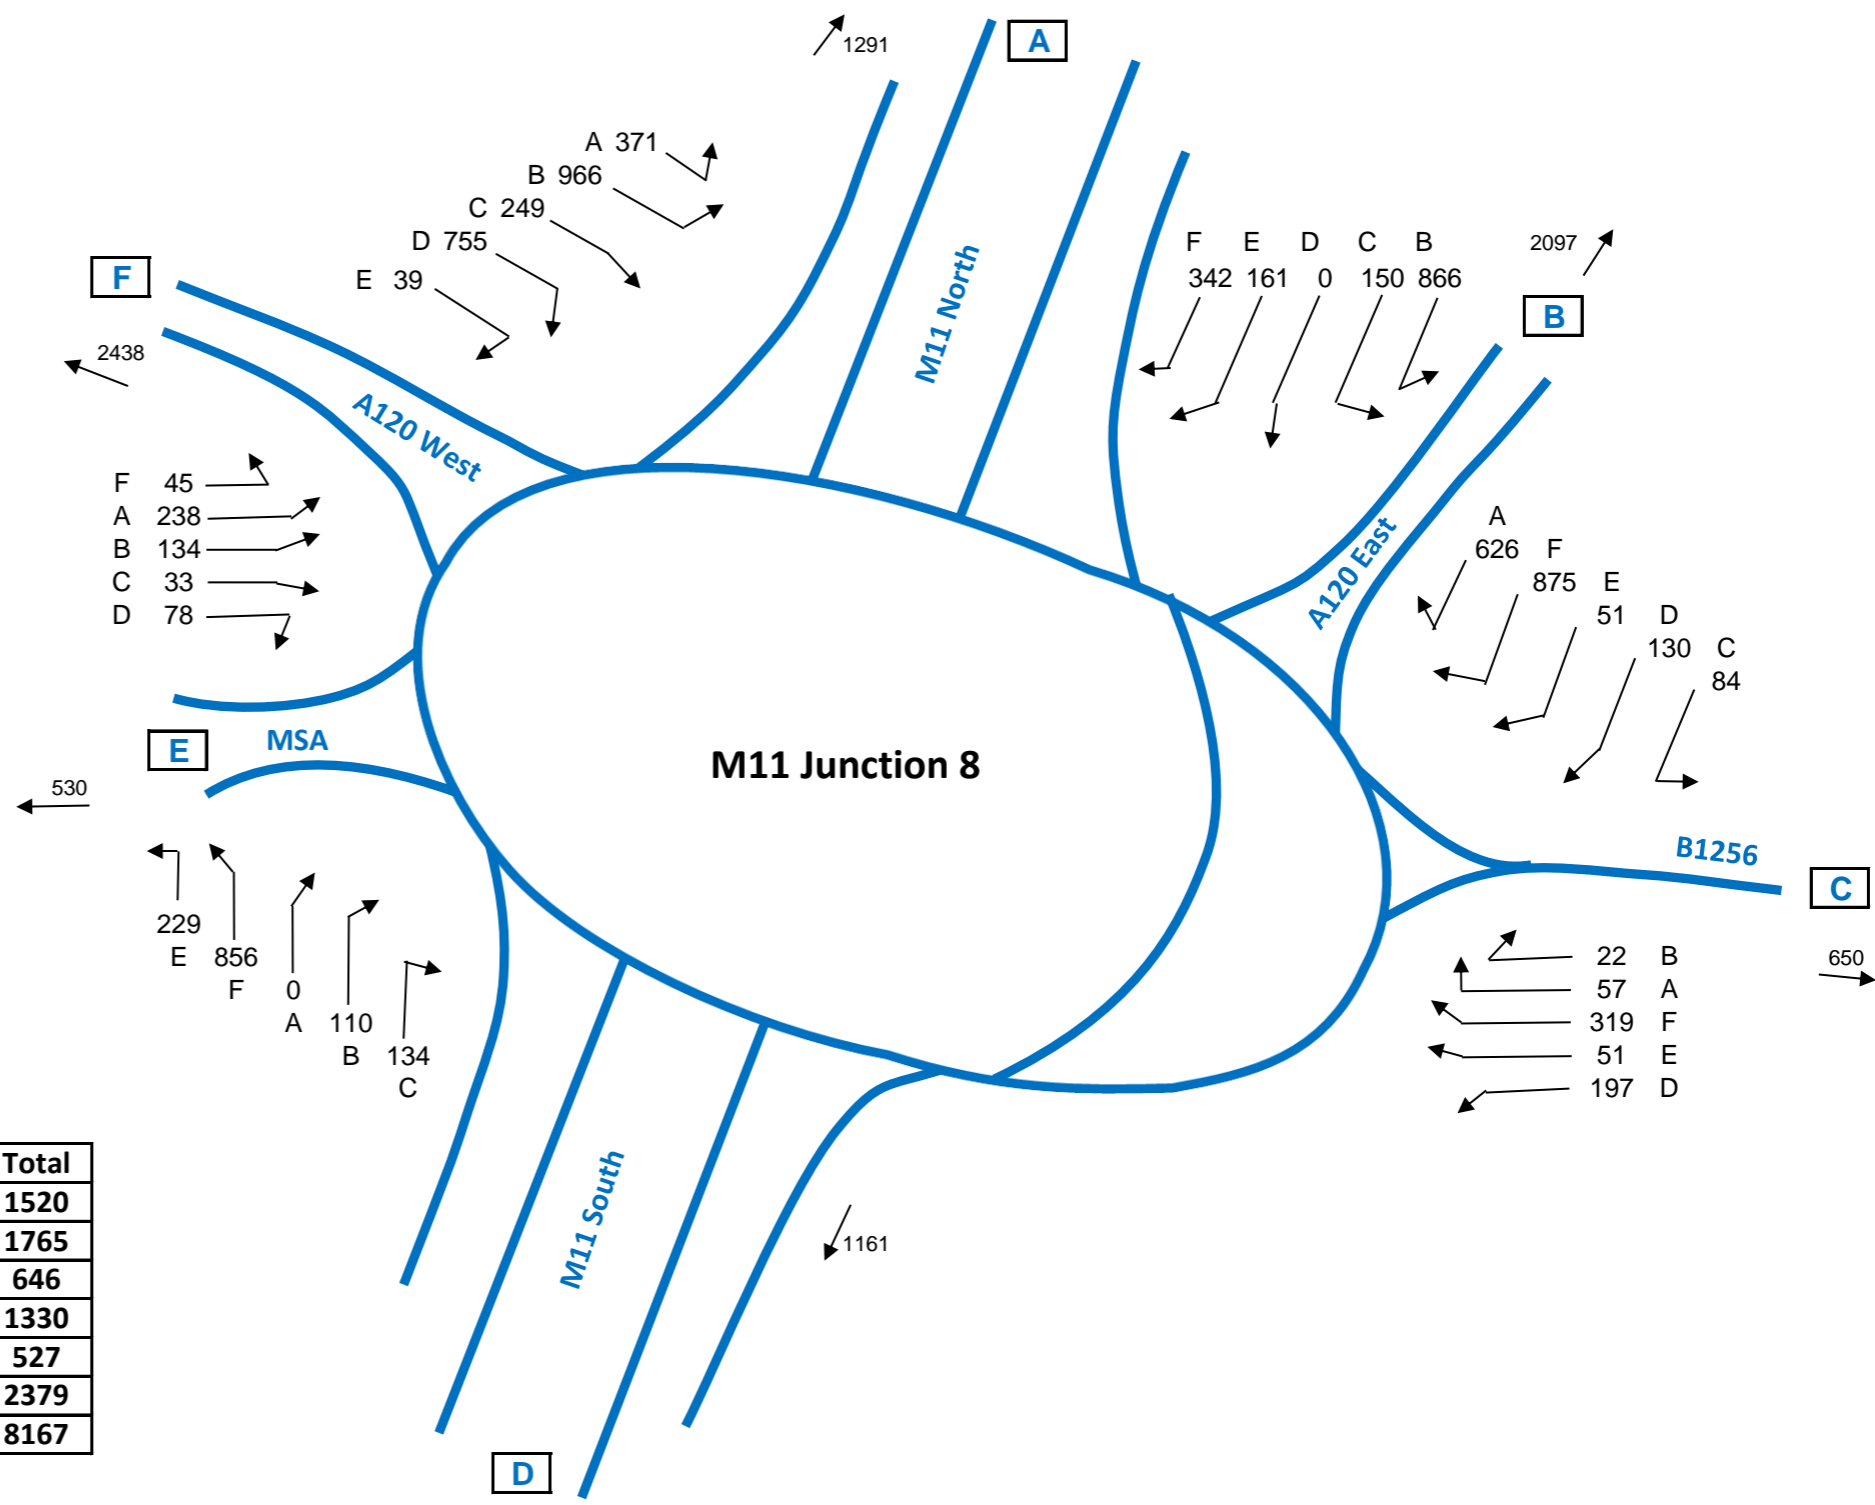 1291
A
A 371
B 966
C 249
D 755
E 39
F
2438
A120 West
M11 North
F E D C B
342 161 0 150 866
2097
B
A120 East
A
626 F
875 E
51 D
130 C
84
F 45
A 238
B 134
C 33
D 78
E
MSA
530
M11 Junction 8
B1256
C
650
229
E 856
F 0
A 110
B 134
C
22 B
57 A
319 F
51 E
197 D
M11 South
1161
D
Total
1520
1765
646
1330
527
2379
8167